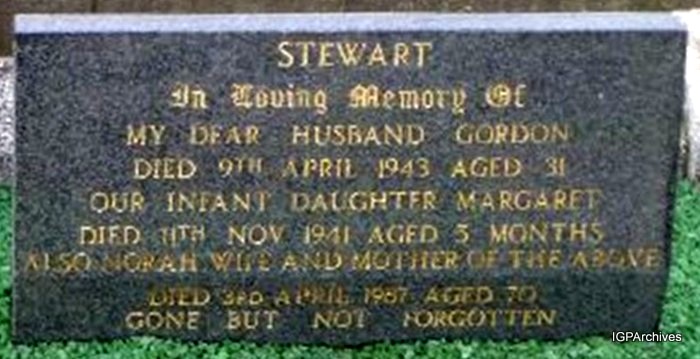 STEWART
In Loving Memory Of
MY DEAR HUSBAND GORDON
DIED 9TH APRIL 1943 AGED 31
OUR INFANT DAUGHTER MARGARET
DIED 11TH NOV 1941 AGED 5 MONTHS
ALSO NORAH WIFE AND MOTHER OF THE ABOVE
DIED 3RD APRIL 1987 AGED 70
GONE BUT NOT FORGOTTEN
IGPArchives